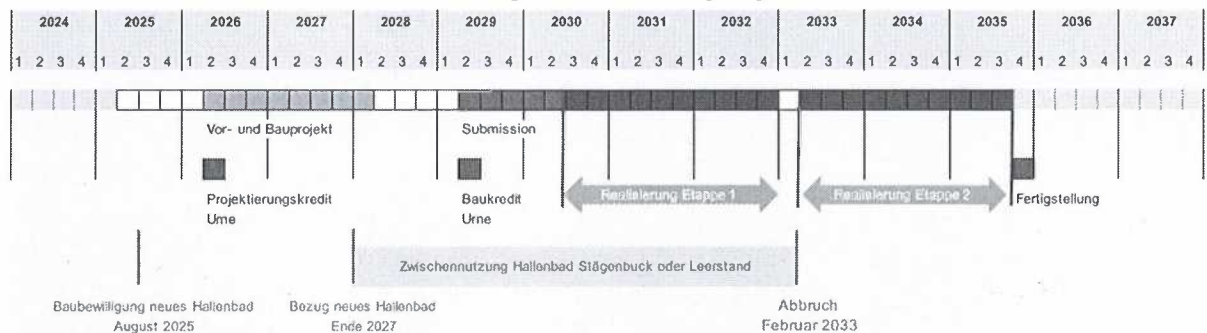 2024 2025 2026 2027 2028 2029 2030 2031 2032 2033 2034 2035 2036 2037
1 2 3 4 1 2 3 4 1 2 3 4 1 2 3 4 1 2 3 4 1 2 3 4 1 2 3 4 1 2 3 4 1 2 3 4 1 2 3 4 1 2 3 4 1 2 3 4 1 2 3 4 1 2 3 4
Vor- und Bauprojekt Submission
Projektierungskredit Baukredit Realisierung Etappe 1 Realisierung Etappe 2 Fertigstellung
Urne Urne
Zwischennutzung Hallenbad Stägenbuck oder Leerstand
Baubewilligung neues Hallenbad Bezug neues Hallenbad Abbruch
August 2025 Ende 2027 Februar 2033